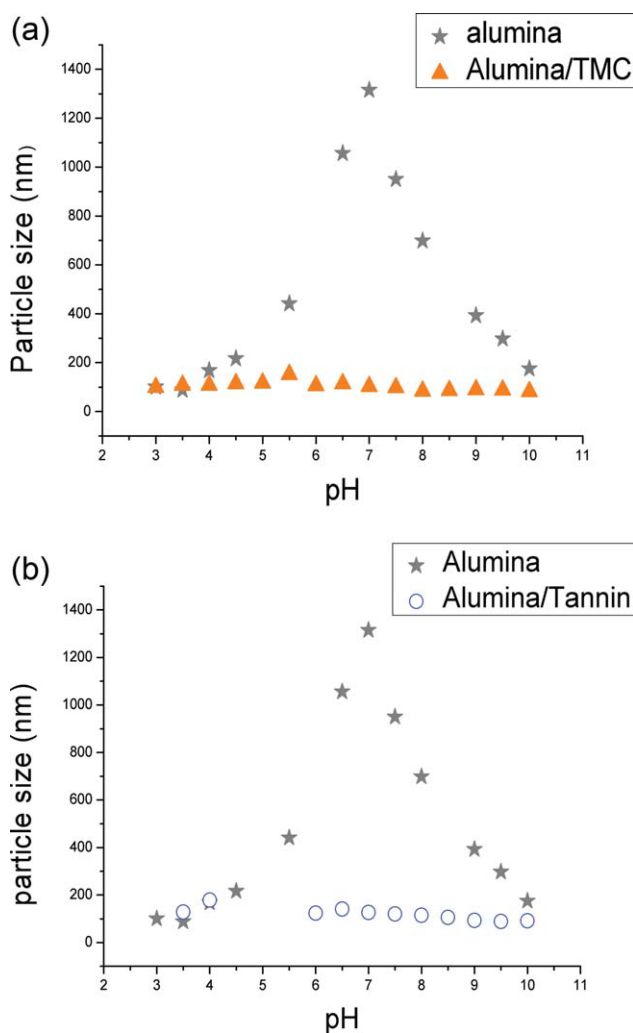 (a)
alumina
Alumina/TMC
1400
1200
1000
800
600
400
200
0
Particle size (nm)
2 3 4 5 6 7 8 9 10 11
pH
(b)
Alumina
Alumina/Tannin
1400
1200
1000
800
600
400
200
0
particle size (nm)
2 3 4 5 6 7 8 9 10 11
pH